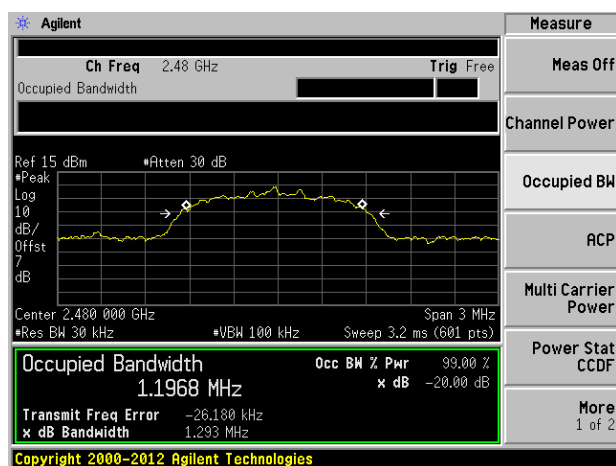 Agilent
Measure
Ch Freq 2.48 GHz Trig Free
Occupied Bandwidth
Meas Off
Channel Power
Occupied BW
ACP
Multi Carrier
Power
Power Stat
CCDF
More
1 of 2
Ref 15 dBm #Atten 30 dB
#Peak
Log
10
dB/
Offst
7
dB
Center 2.480 000 GHz Span 3 MHz
#Res BW 30 kHz #VBW 100 kHz Sweep 3.2 ms (601 pts)
Occupied Bandwidth Occ BW % Pwr 99.00 %
1.1968 MHz x dB -20.00 dB
Transmit Freq Error -26.180 kHz
x dB Bandwidth 1.293 MHz
Copyright 2000-2012 Agilent Technologies